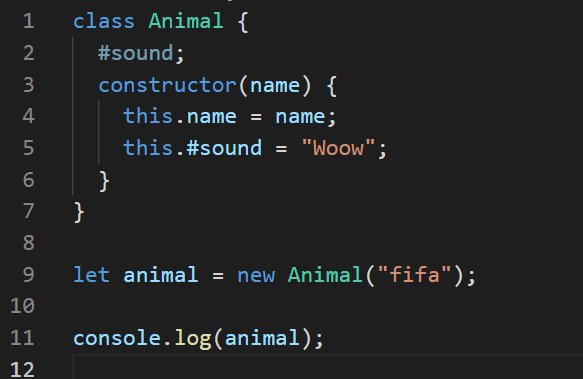 1 class Animal {
2 #sound;
3 constructor(name) {
4 this.name = name;
5 this.#sound = "Woow";
6 }
7 }
8
9 let animal = new Animal("fifa");
10
11 console.log(animal);
12